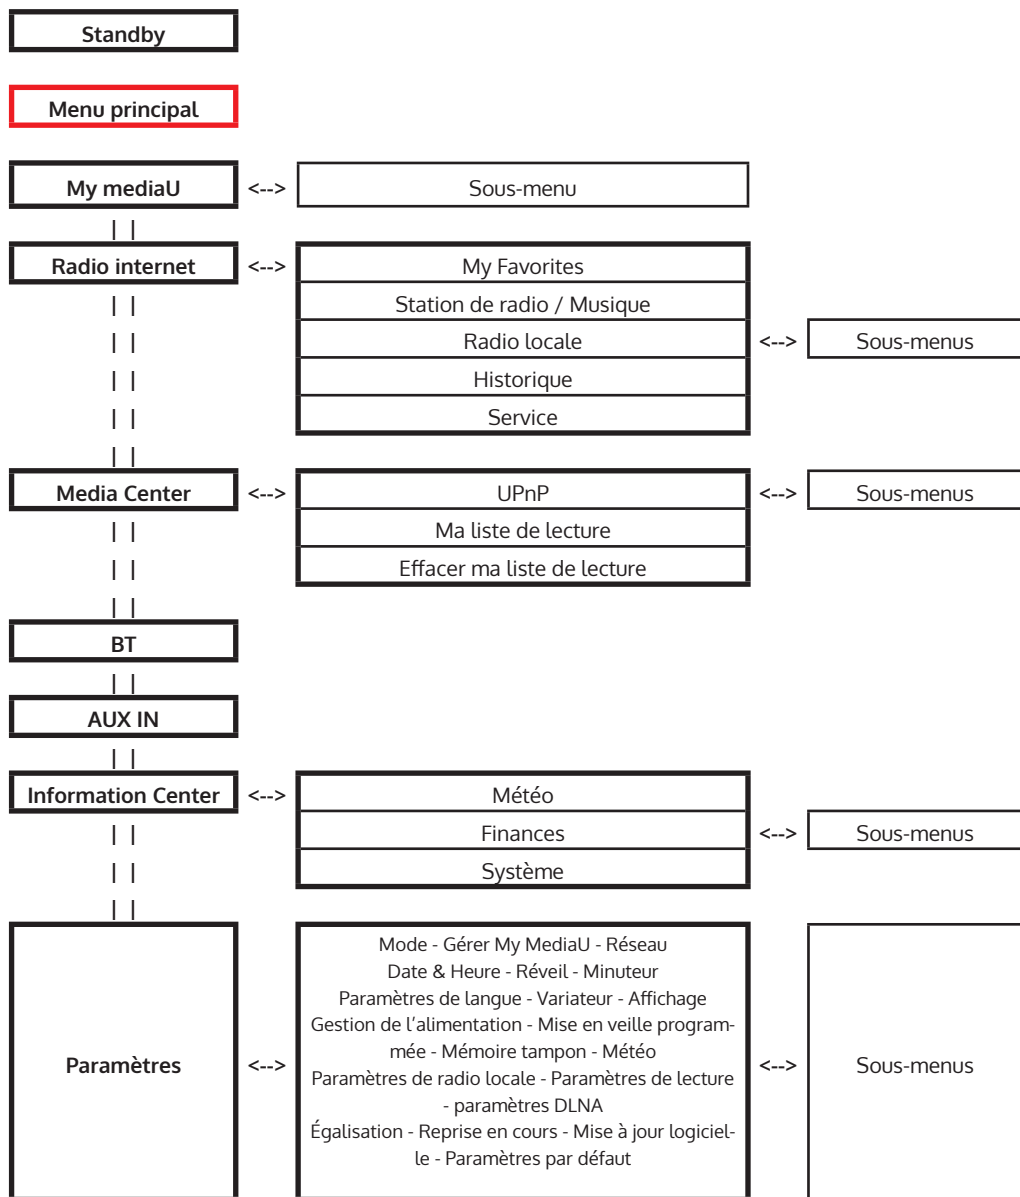 Standby
Menu principal
My mediaU <--> Sous-menu
| |
Radio internet <--> My Favorites
| | Station de radio / Musique
| | Radio locale <--> Sous-menus
| | Historique
| | Service
| |
Media Center <--> UPnP <--> Sous-menus
| | Ma liste de lecture
| | Effacer ma liste de lecture
| |
BT
| |
AUX IN
| |
Information Center <--> Météo
| | Finances <--> Sous-menus
| | Système
| |
Mode - Gérer My MediaU - Réseau
Date & Heure - Réveil - Minuteur
Paramètres de langue - Variateur - Affichage
Gestion de l'alimentation - Mise en veille program-
mée - Mémoire tampon - Météo
Paramètres <--> <--> Sous-menus
Paramètres de radio locale - Paramètres de lecture
- paramètres DLNA
Égalisation - Reprise en cours - Mise à jour logiciel-
le - Paramètres par défaut